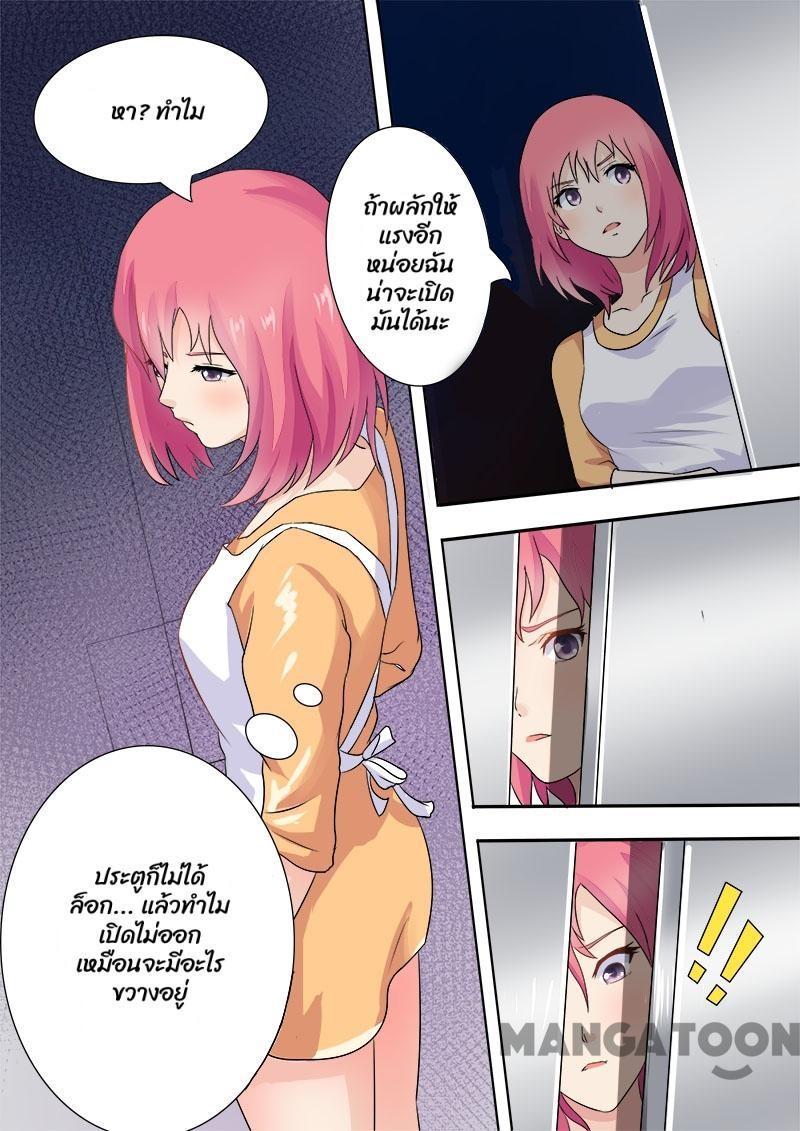 หา? ทำไม
ประตูก็ไม่ได้
ล็อก... แล้วทำไม
เปิดไม่ออก
เหมือนจะมีอะไร
ขวางอยู่
ถ้าผลักให้
แรงอีก
หน่อยฉัน
น่าจะเปิด
มันได้นะ
!!
MANGATOON